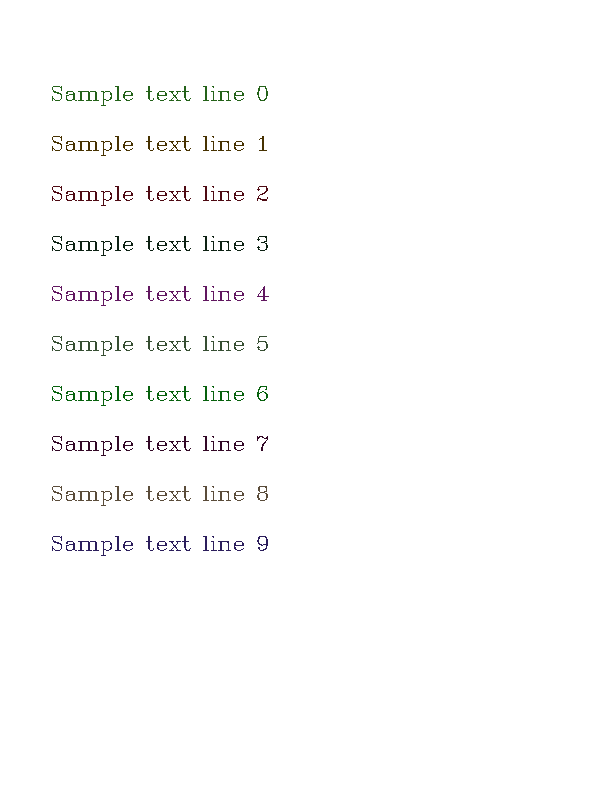 Sample text line 0
Sample text line 1
Sample text line 2
Sample text line 3
Sample text line 4
Sample text line 5
Sample text line 6
Sample text line 7
Sample text line 8
Sample text line 9